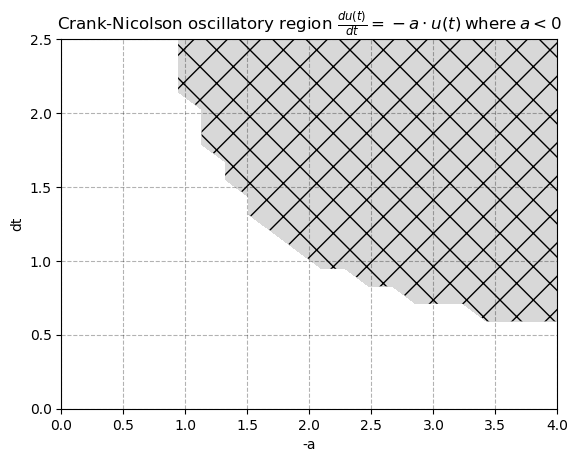 Crank-Nicolson oscillatory region $\frac{du(t)}{dt} = -a \cdot u(t)$ where $a < 0$
2.5
2.0
1.5
1.0
0.5
0.0
dt
0.0 0.5 1.0 1.5 2.0 2.5 3.0 3.5 4.0
-a